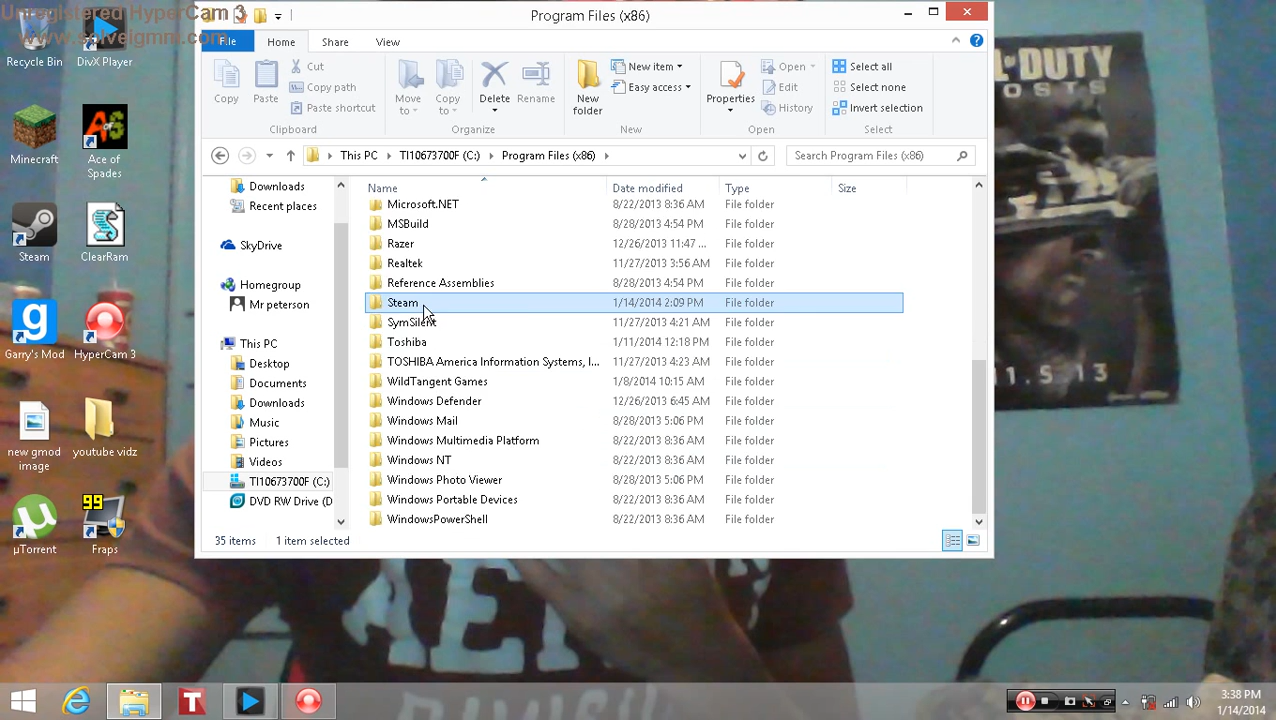 Unregistered HyperCam 3
www.solveigmm.com
Program Files (x86)
File Home Share View
Copy
Paste
Cut
Copy path
Paste shortcut
Clipboard
Move to
Copy to
Delete
Rename
Organize
New folder
New item
Easy access
New
Properties
Open
Edit
History
Open
Select all
Select none
Invert selection
Select
This PC TI10673700F (C:) Program Files (x86)
Search Program Files (x86)
Downloads
Recent places
SkyDrive
Homegroup
Mr peterson
This PC
Desktop
Documents
Downloads
Music
Pictures
Videos
TI10673700F (C:)
DVD RW Drive (D
Name Date modified Type Size
Microsoft.NET 8/22/2013 8:36 AM File folder
MSBuild 8/28/2013 4:54 PM File folder
Razer 12/26/2013 11:47 ... File folder
Realtek 11/27/2013 3:56 AM File folder
Reference Assemblies 8/28/2013 4:54 PM File folder
Steam 1/14/2014 2:09 PM File folder
SymSilent 11/27/2013 4:21 AM File folder
Toshiba 1/11/2014 12:18 PM File folder
TOSHIBA America Information Systems, I... 11/27/2013 4:23 AM File folder
WildTangent Games 1/8/2014 10:15 AM File folder
Windows Defender 12/26/2013 6:45 AM File folder
Windows Mail 8/28/2013 5:06 PM File folder
Windows Multimedia Platform 8/22/2013 8:36 AM File folder
Windows NT 8/22/2013 8:36 AM File folder
Windows Photo Viewer 8/28/2013 5:06 PM File folder
Windows Portable Devices 8/22/2013 8:36 AM File folder
WindowsPowerShell 8/22/2013 8:36 AM File folder
35 items 1 item selected
Recycle Bin
DivX Player
Minecraft
Ace of Spades
Steam
ClearRam
Garry's Mod
HyperCam 3
new gmod image
youtube vidz
µTorrent
99
Fraps
DUTY
OSTS
11.5.13
AE
3:38 PM
1/14/2014